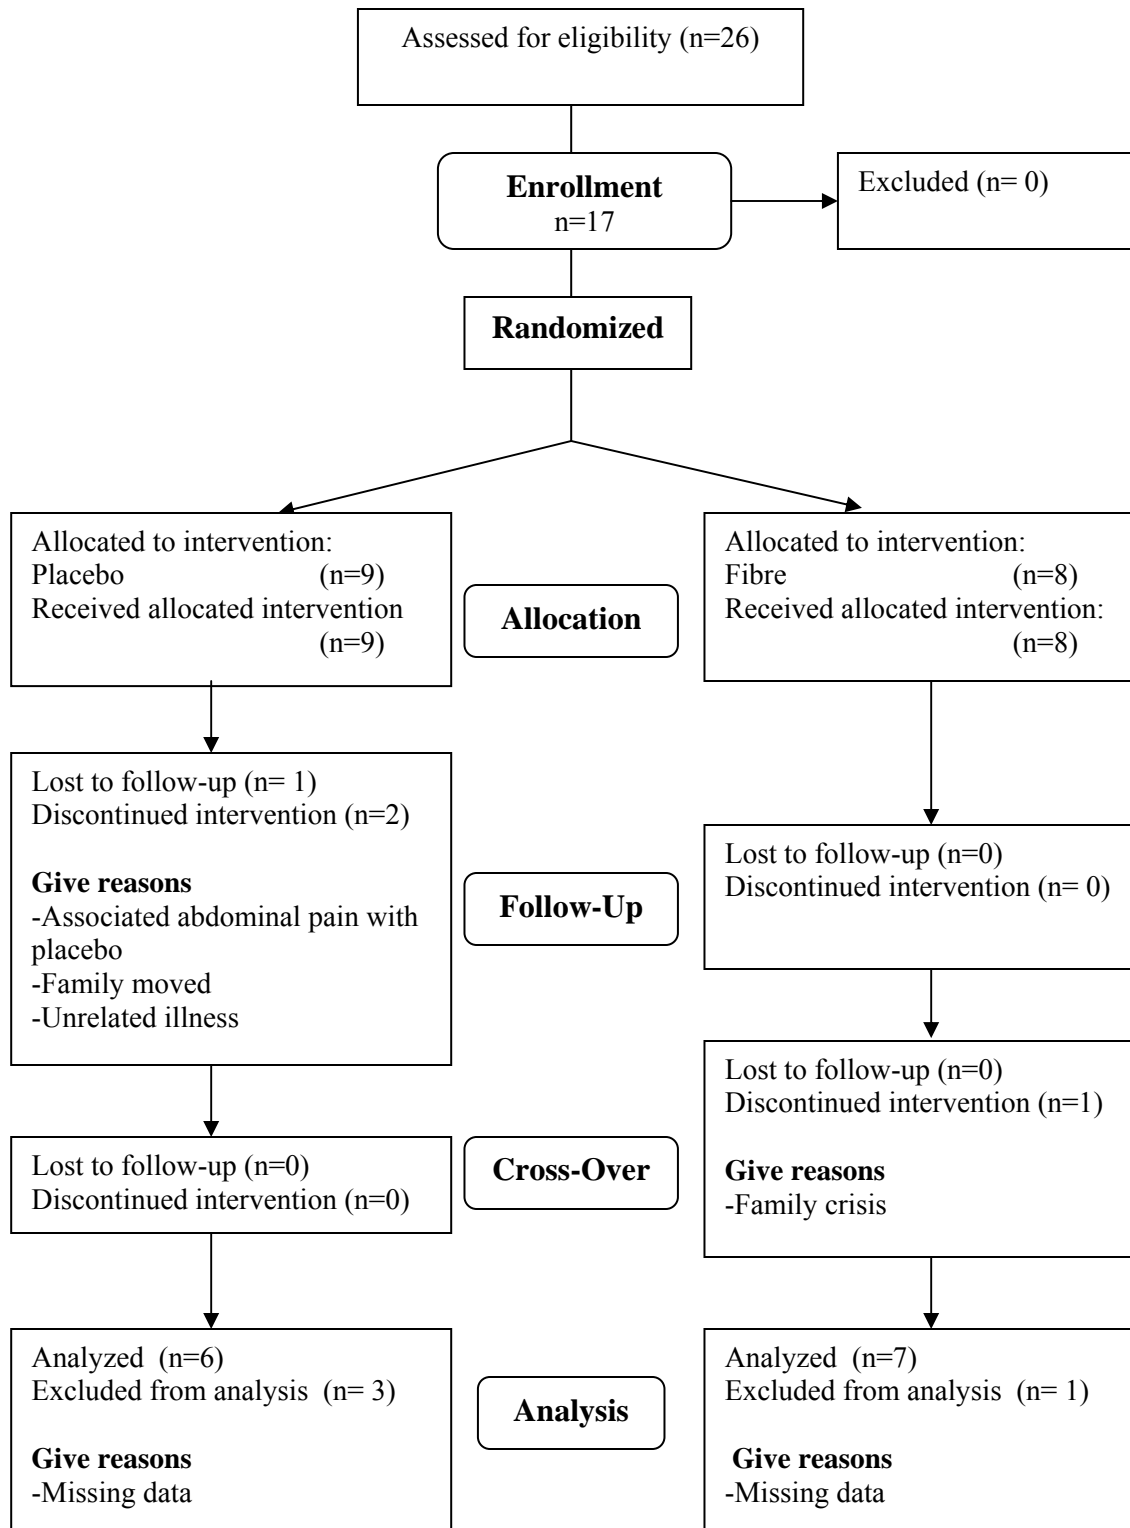 Assessed for eligibility (n=26)
Enrollment
n=17
Excluded (n= 0)
Randomized
Allocated to intervention:
Placebo (n=9)
Received allocated intervention
(n=9)
Allocation
Allocated to intervention:
Fibre (n=8)
Received allocated intervention:
(n=8)
Lost to follow-up (n= 1)
Discontinued intervention (n=2)
Give reasons
-Associated abdominal pain with
placebo
-Family moved
-Unrelated illness
Follow-Up
Lost to follow-up (n=0)
Discontinued intervention (n= 0)
Lost to follow-up (n=0)
Discontinued intervention (n=0)
Cross-Over
Lost to follow-up (n=0)
Discontinued intervention (n=1)
Give reasons
-Family crisis
Analyzed (n=6)
Excluded from analysis (n= 3)
Give reasons
-Missing data
Analysis
Analyzed (n=7)
Excluded from analysis (n= 1)
Give reasons
-Missing data